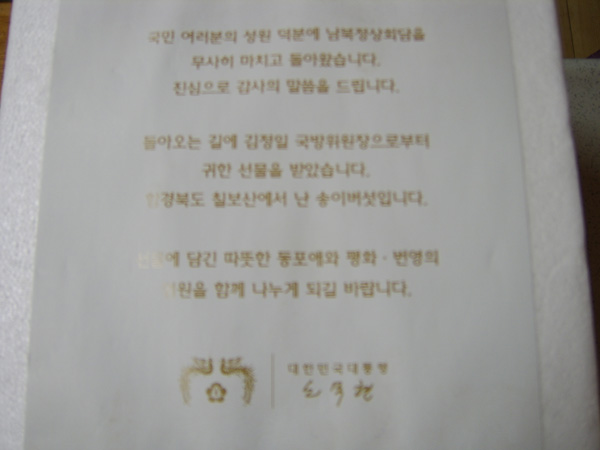 국민 여러분의 성원 덕분에 남북정상회담을
무사히 마치고 돌아왔습니다.
진심으로 감사의 말씀을 드립니다.
돌아오는 길에 김정일 국방위원장으로부터
귀한 선물을 받았습니다.
함경북도 칠보산에서 난 송이버섯입니다.
선물에 담긴 따뜻한 동포애와 평화 · 번영의
염원을 함께 나누게 되길 바랍니다.
대한민국대통령
노무현